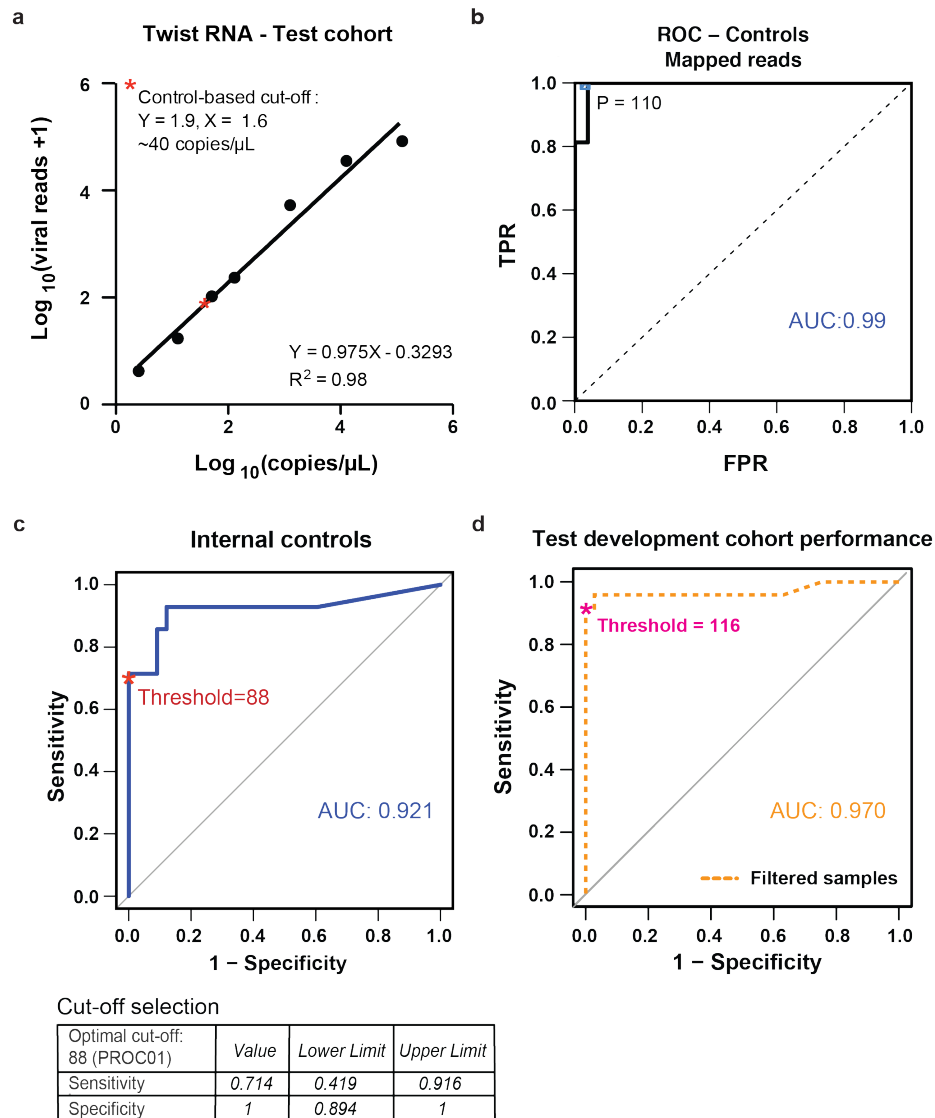 a
Twist RNA - Test cohort
Log 10(viral reads +1)
6
4
2
0
* Control-based cut-off :
Y = 1.9, X = 1.6
~40 copies/µL
*
Y = 0.975X - 0.3293
R2 = 0.98
0 2 4 6
Log 10(copies/µL)
b
ROC – Controls
Mapped reads
TPR
1.0
0.8
0.6
0.4
0.2
0.0
P = 110
AUC:0.99
0.0 0.2 0.4 0.6 0.8 1.0
FPR
c
Internal controls
Sensitivity
1.0
0.8
0.6
0.4
0.2
0.0
*
Threshold=88
AUC: 0.921
0.0 0.2 0.4 0.6 0.8 1.0
1 − Specificity
d
Test development cohort performance
Sensitivity
1.0
0.8
0.6
0.4
0.2
0.0
*
Threshold = 116
AUC: 0.970
Filtered samples
0.0 0.2 0.4 0.6 0.8 1.0
1 − Specificity
Cut-off selection
Optimal cut-off:
88 (PROC01) Value Lower Limit Upper Limit
Sensitivity 0.714 0.419 0.916
Specificity 1 0.894 1